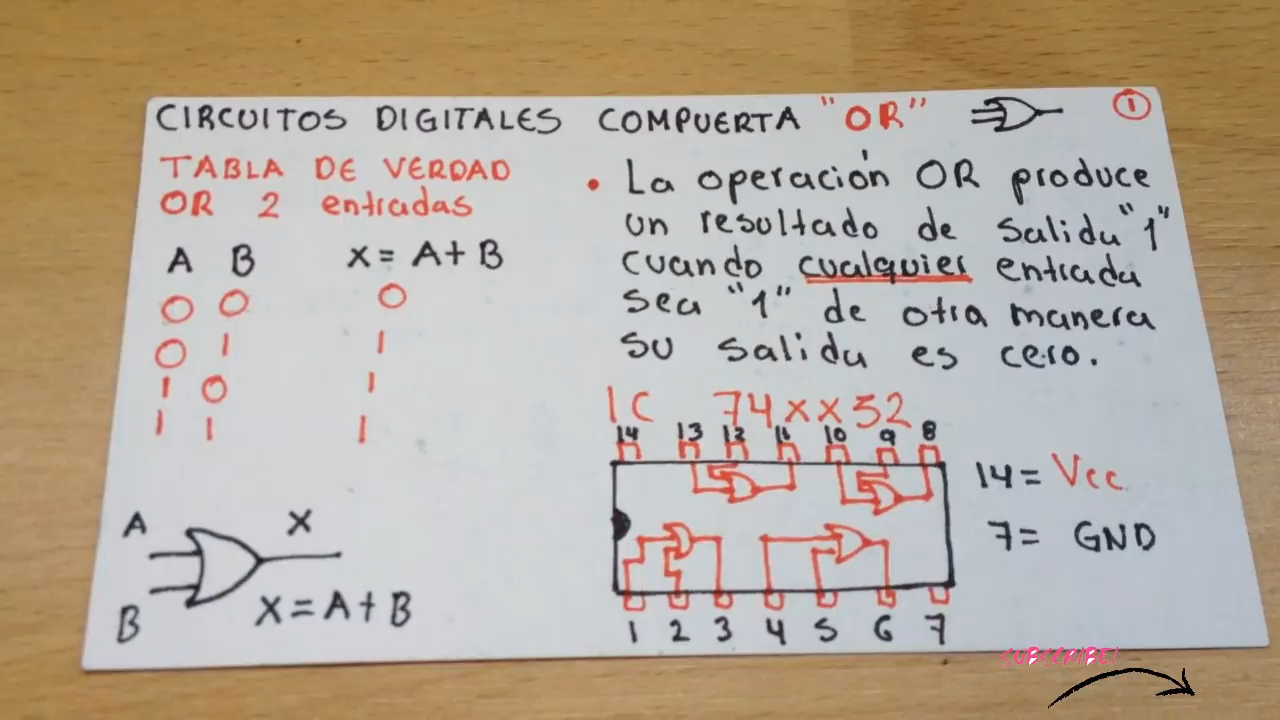 CIRCUITOS DIGITALES COMPUERTA "OR"
1
TABLA DE VERDAD
OR 2 entradas
A B X = A + B
0 0 0
0 1 1
1 0 1
1 1 1
A
X
B
X = A + B
• La operación OR produce
un resultado de salida "1"
cuando cualquier entrada
sea "1" de otra manera
su salida es cero.
IC 74xx32
14 13 12 11 10 9 8
14 = Vcc
7 = GND
1 2 3 4 5 6 7
SUBSCRIBE!